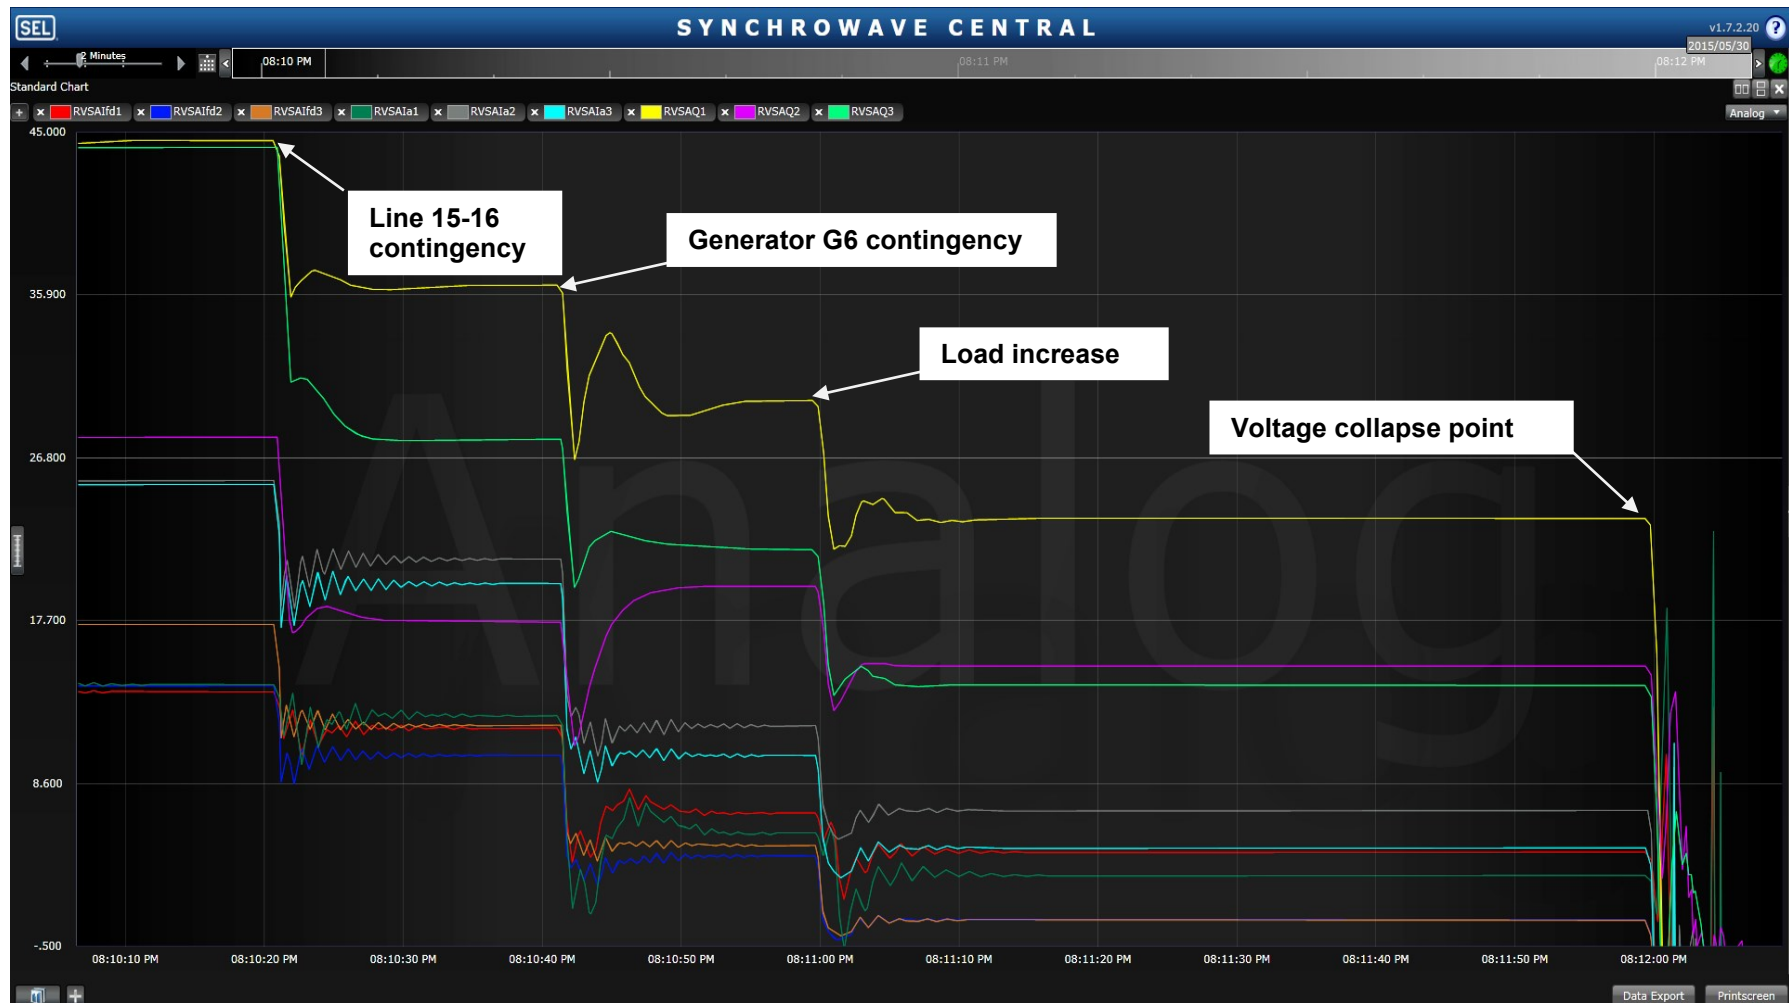 SEL
SYNCHROWAVE CENTRAL
v1.7.2.20
?
2015/05/30
2 Minutes
08:10 PM
08:11 PM
08:12 PM
Standard Chart
RVSAIfd1
RVSAIfd2
RVSAIfd3
RVSAIa1
RVSAIa2
RVSAIa3
RVSAQ1
RVSAQ2
RVSAQ3
Analog
45.000
35.900
26.800
17.700
8.600
-.500
Line 15-16
contingency
Generator G6 contingency
Load increase
Voltage collapse point
Analog
08:10:10 PM
08:10:20 PM
08:10:30 PM
08:10:40 PM
08:10:50 PM
08:11:00 PM
08:11:10 PM
08:11:20 PM
08:11:30 PM
08:11:40 PM
08:11:50 PM
08:12:00 PM
Data Export
Printscreen